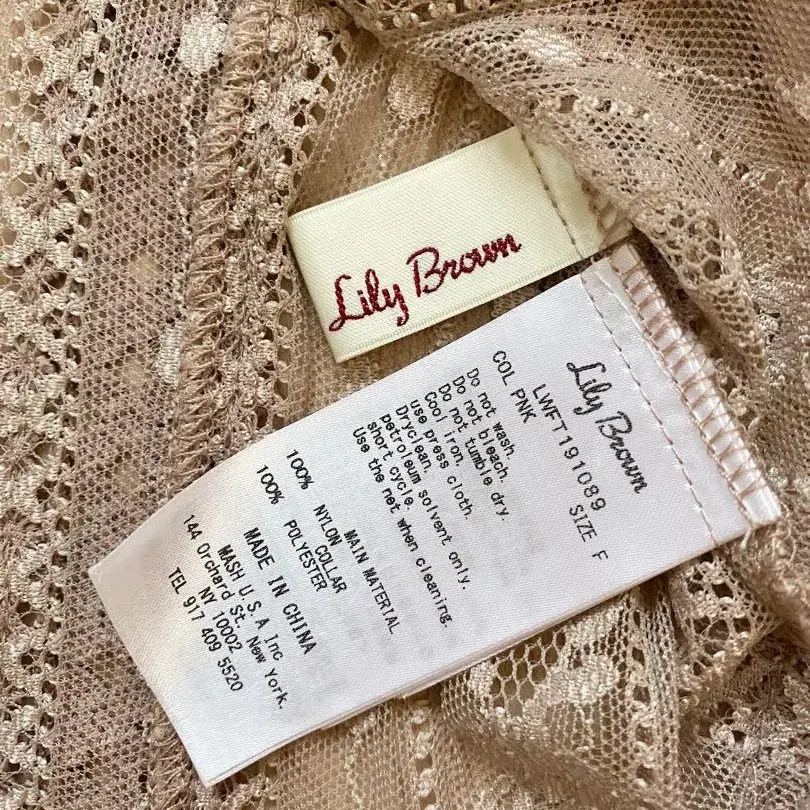 Lily Brown
Lily Brown
LWFT191089 SIZE F
COL PNK
Do not wash.
Do not bleach.
Do not tumble dry.
Cool iron,
use press cloth.
Dryclean,
petroleum solvent only.
short cycle.
Use the net when cleaning.
MAIN MATERIAL
100% NYLON
COLLAR
100% POLYESTER
MADE IN CHINA
MASH U.S.A Inc
144 Orchard St. New York.
NY 10002
TEL 917 409 5520